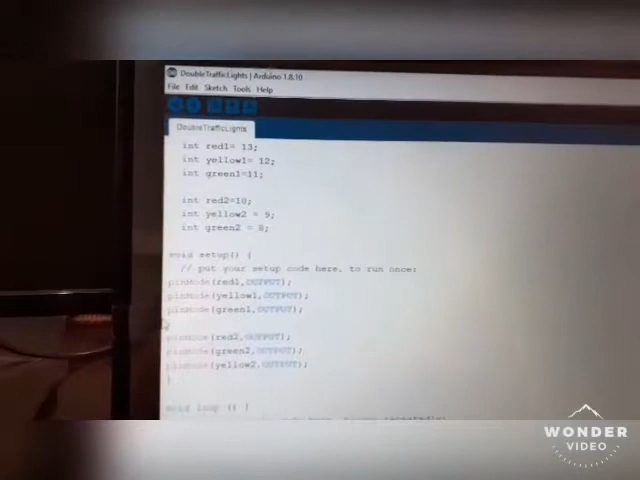 DoubleTrafficLights | Arduino 1.8.10
File Edit Sketch Tools Help
DoubleTrafficLights
int red1= 13;
int yellow1= 12;
int green1=11;
int red2=10;
int yellow2 = 9;
int green2 = 8;
void setup() {
// put your setup code here, to run once:
pinMode(red1,OUTPUT);
pinMode(yellow1,OUTPUT);
pinMode(green1,OUTPUT);
pinMode(red2,OUTPUT);
pinMode(green2,OUTPUT);
pinMode(yellow2,OUTPUT);
}
void loop () {
WONDER
VIDEO